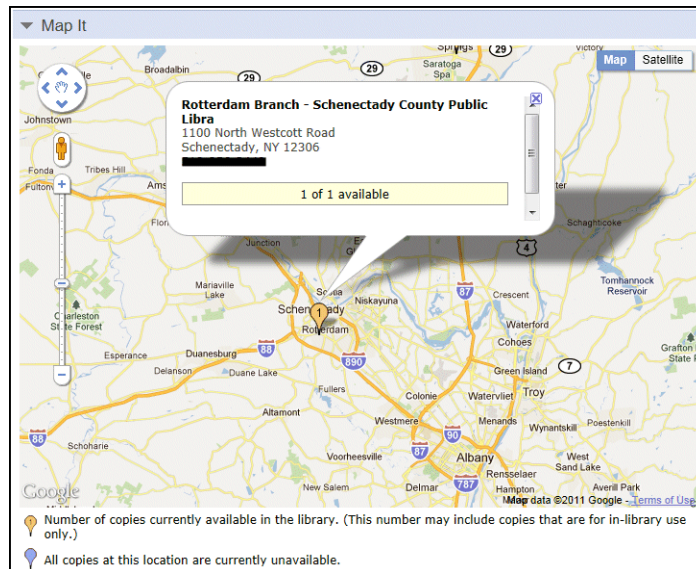 Map It
Springs
29
Victory
Map
Satellite
Broadalbin
29
29
Saratoga
Spa
Rotterdam Branch - Schenectady County Public
Libra
1100 North Westcott Road
Schenectady, NY 12306
1 of 1 available
Johnstown
Fonda
Tribes Hill
Schaghticoke
Junction
4
Mariaville
Lake
Scotia
Niskayuna
87
Crescent
Tomhannock
Reservoir
Charleston
State Forest
Schenectady
1
Rotterdam
Waterford
Cohoes
Esperance
Duanesburg
88
890
Grafton
Delanson
Duane Lake
Green Island
7
Fullers
Colonie
Watervliet
Troy
Altamont
Westmere
Menands
Wynantskill
Poestenkill
88
90
Schoharie
87
Voorheesville
Albany
West
Sand Lake
Rensselaer
New Salem
Delmar
787
Hampton
Averill Park
Google
Map data ©2011 Google - Terms of Use
1 Number of copies currently available in the library. (This number may include copies that are for in-library use
only.)
All copies at this location are currently unavailable.